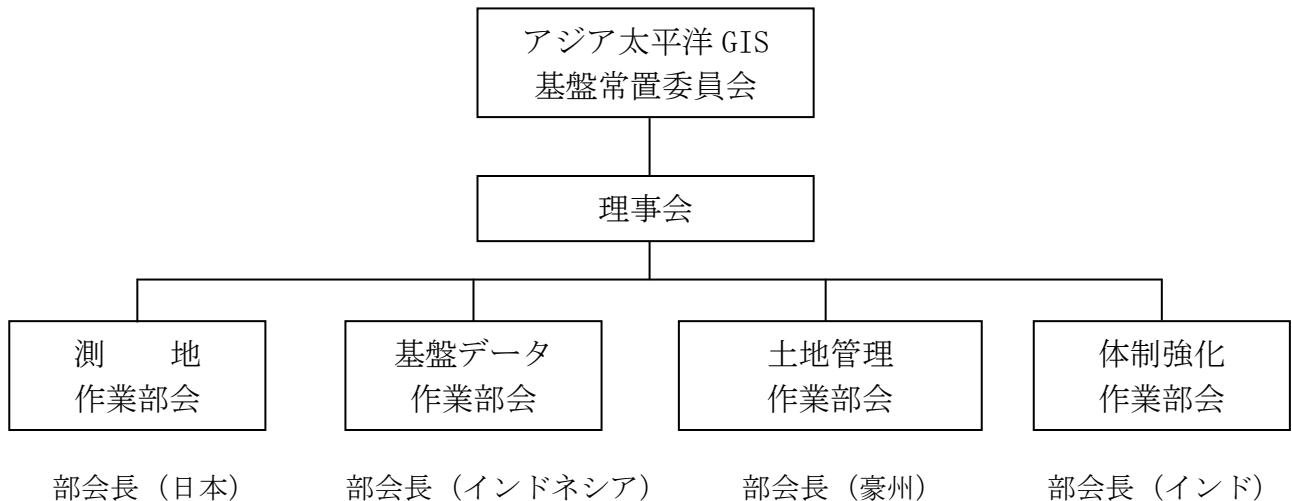 アジア太平洋 GIS
基盤常置委員会
理事会
測　　地
作業部会
基盤データ
作業部会
土地管理
作業部会
体制強化
作業部会
部会長（日本）
部会長（インドネシア）
部会長（豪州）
部会長（インド）